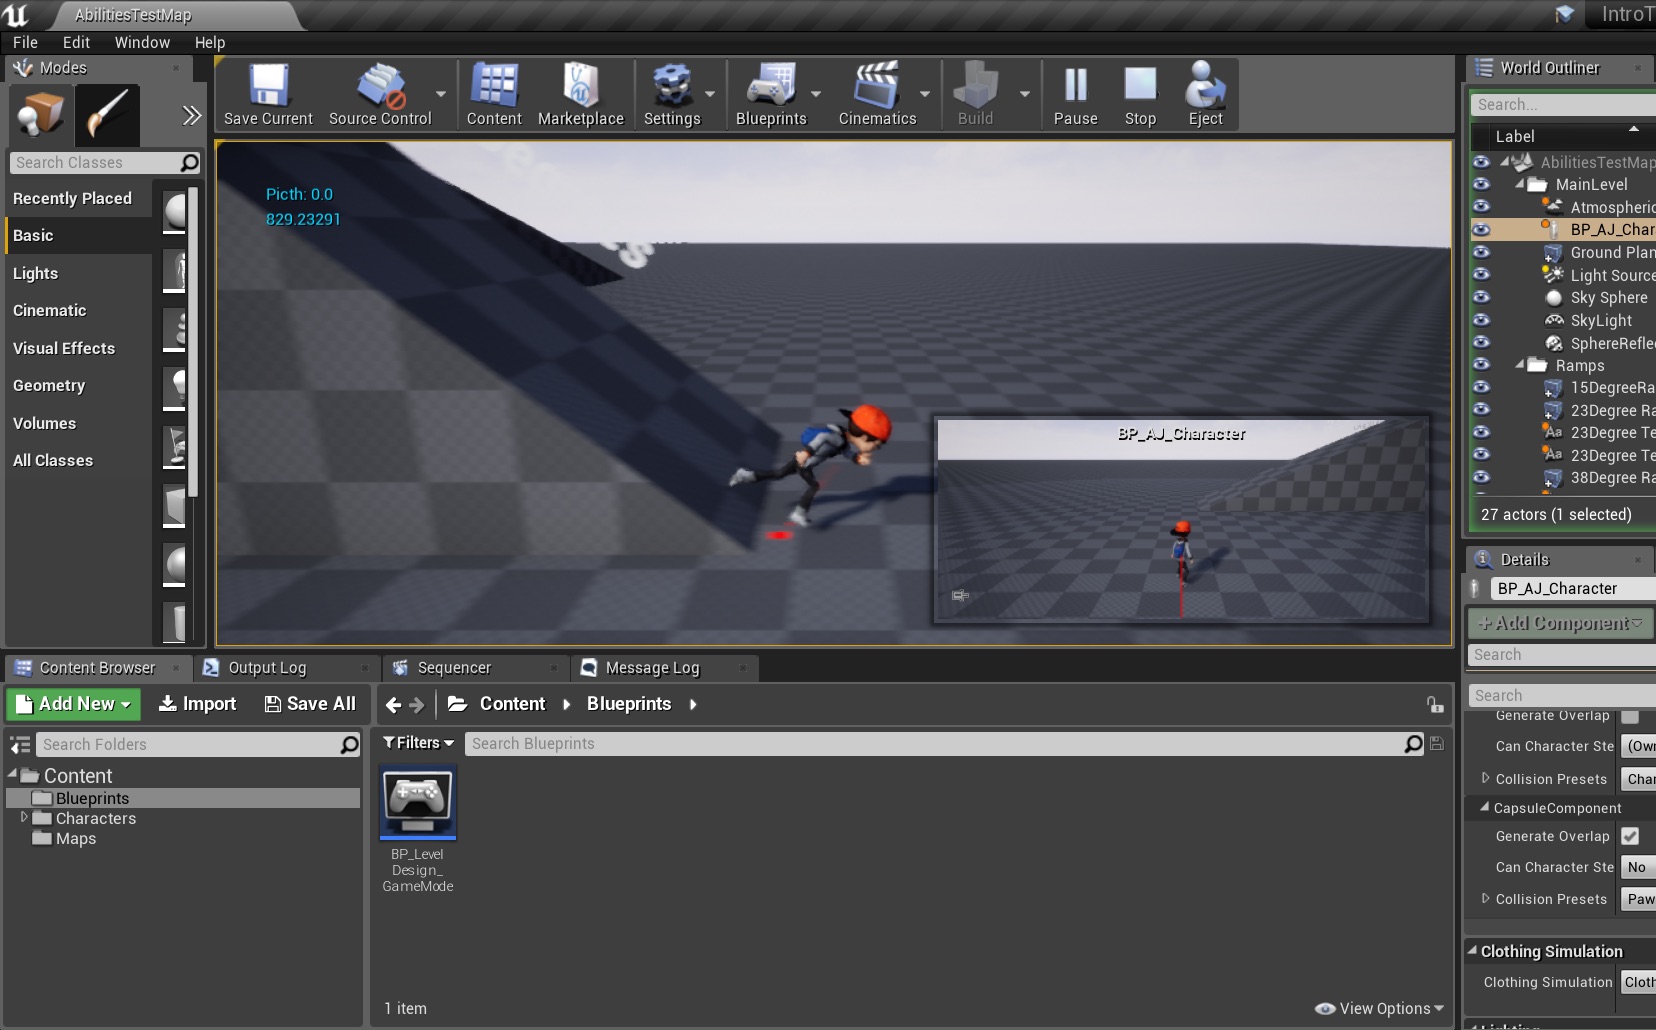 AbilitiesTestMap
IntroT
File Edit Window Help
Modes
Search Classes
Recently Placed
Basic
Lights
Cinematic
Visual Effects
Geometry
Volumes
All Classes
Save Current
Source Control
Content
Marketplace
Settings
Blueprints
Cinematics
Build
Pause
Stop
Eject
Picth: 0.0
829.23291
BP_AJ_Character
World Outliner
Search...
Label
AbilitiesTestMap
MainLevel
Atmospheric
BP_AJ_Char
Ground Plan
Light Source
Sky Sphere
SkyLight
SphereRefle
Ramps
15DegreeRa
23Degree Ra
Aa 23Degree Te
Aa 23Degree Te
38Degree Ra
27 actors (1 selected)
Details
BP_AJ_Character
+Add Component
Search
Search
Generate Overlap
Can Character Ste (Own
Collision Presets Char
CapsuleComponent
Generate Overlap
Can Character Ste No
Collision Presets Paw
Clothing Simulation
Clothing Simulation Cloth
Lighting
Content Browser
Output Log
Sequencer
Message Log
Add New
Import
Save All
Content
Blueprints
Search Folders
Filters
Search Blueprints
Content
Blueprints
Characters
Maps
BP_Level
Design_
GameMode
1 item
View Options